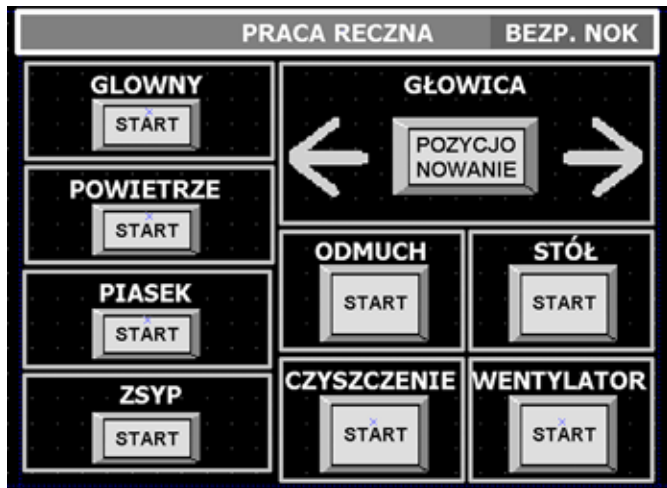 PRACA RECZNA BEZP. NOK
GLOWNY
START
POWIETRZE
START
PIASEK
START
ZSYP
START
GŁOWICA
POZYCJO
NOWANIE
ODMUCH
START
STÓŁ
START
CZYSZCZENIE
START
WENTYLATOR
START